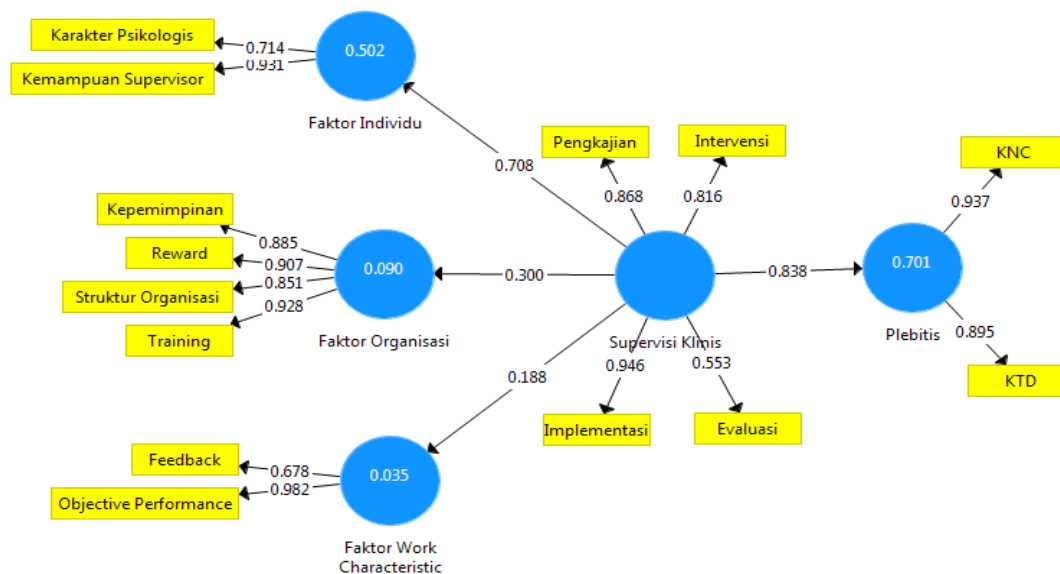 Karakter Psikologis
0.714
0.931
Kemampuan Supervisor
0.502
Faktor Individu
0.708
Pengkajian
0.868
Intervensi
0.816
KNC
0.937
Kepemimpinan
0.885
Reward
0.907
Struktur Organisasi
0.851
Training
0.928
0.090
Faktor Organisasi
0.300
Supervisi Klinis
0.838
0.701
Plebitis
0.895
KTD
0.946
0.553
Implementasi
Evaluasi
0.188
Feedback
0.678
Objective Performance
0.982
0.035
Faktor Work
Characteristic